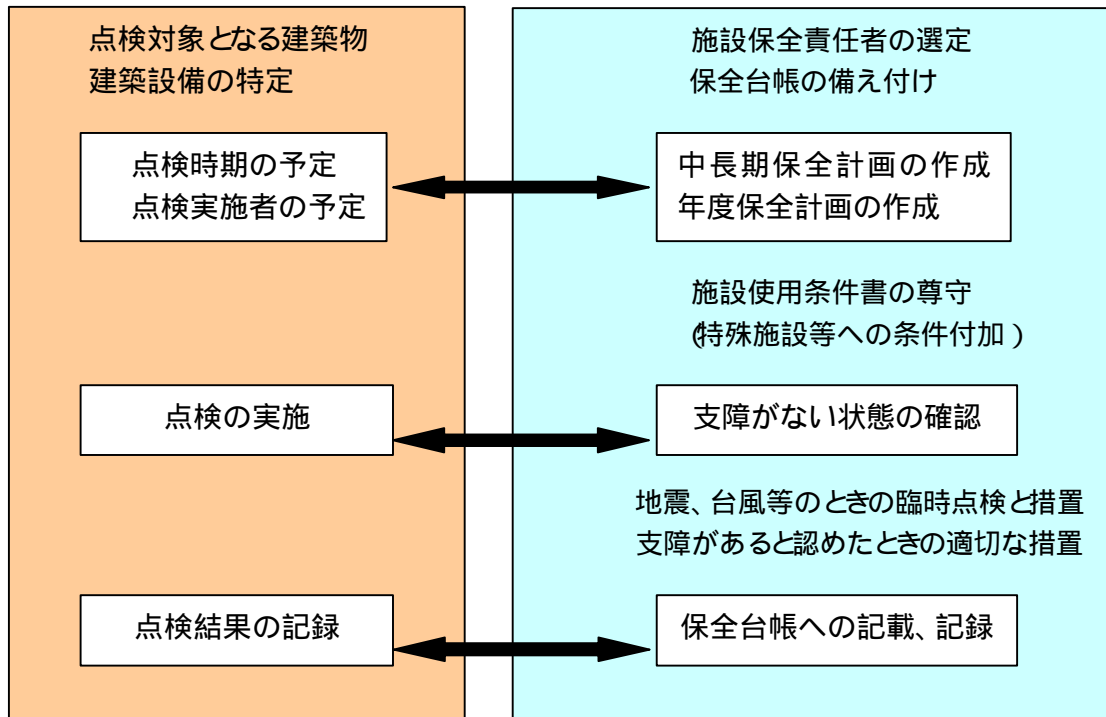 点検対象となる建築物
建築設備の特定
点検時期の予定
点検実施者の予定
点検の実施
点検結果の記録
施設保全責任者の選定
保全台帳の備え付け
中長期保全計画の作成
年度保全計画の作成
施設使用条件書の尊守
(特殊施設等への条件付加)
支障がない状態の確認
地震、台風等のときの臨時点検と措置
支障があると認めたときの適切な措置
保全台帳への記載、記録